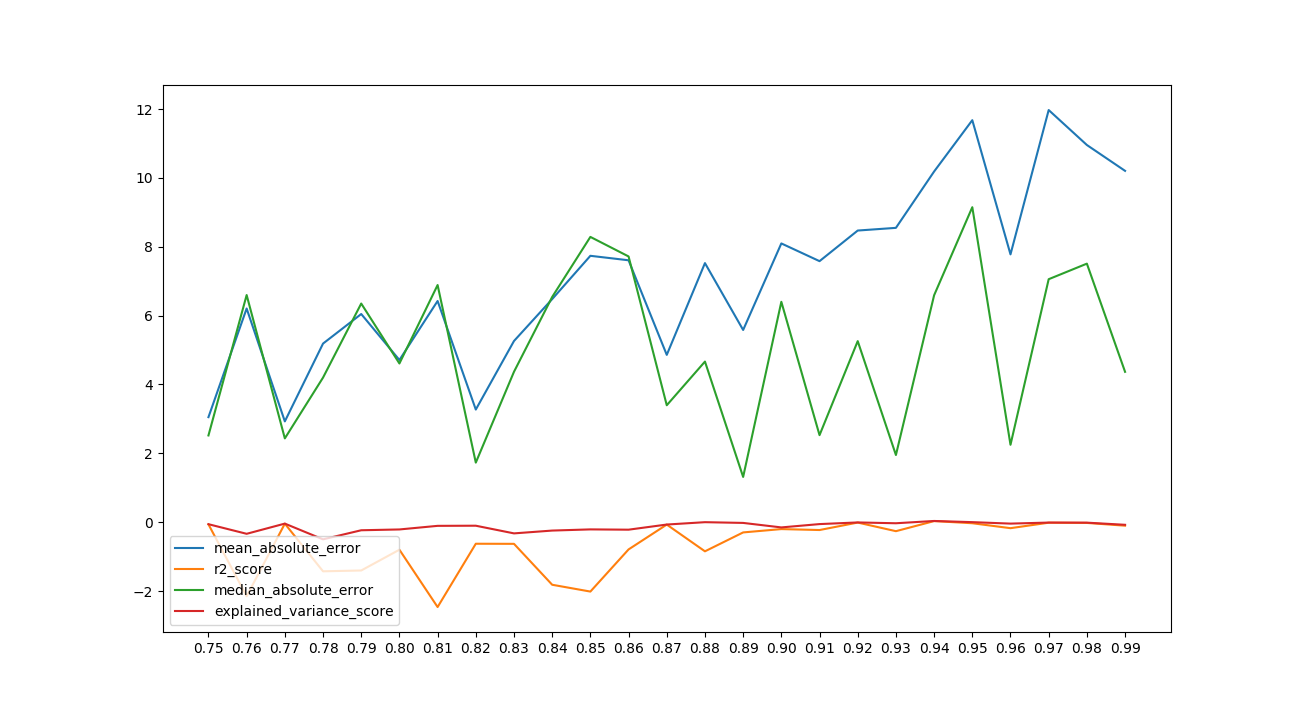 12
10
8
6
4
2
0
−2
mean_absolute_error
r2_score
median_absolute_error
explained_variance_score
0.75 0.76 0.77 0.78 0.79 0.80 0.81 0.82 0.83 0.84 0.85 0.86 0.87 0.88 0.89 0.90 0.91 0.92 0.93 0.94 0.95 0.96 0.97 0.98 0.99